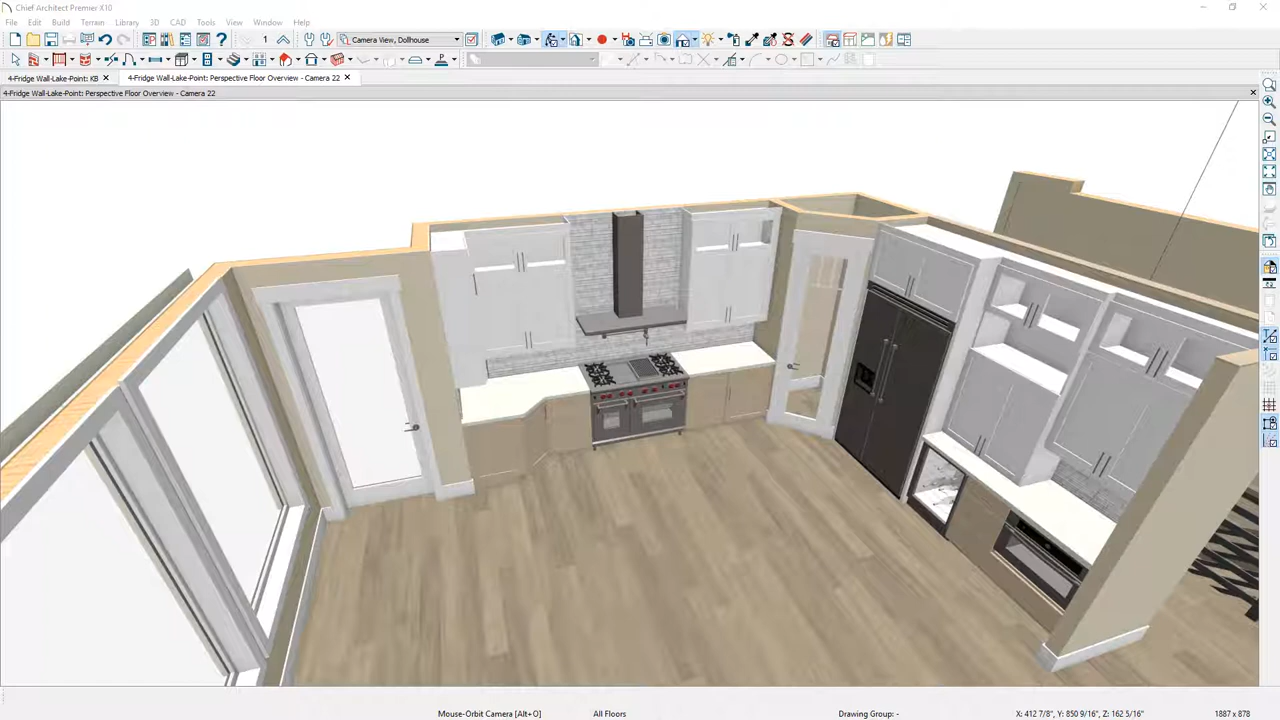 Chief Architect Premier X10
File Edit Build Terrain Library 3D CAD Tools View Window Help
1 Camera View, Dollhouse
4-Fridge Wall-Lake-Point: KB 4-Fridge Wall-Lake-Point: Perspective Floor Overview - Camera 22
4-Fridge Wall-Lake-Point: Perspective Floor Overview - Camera 22
Mouse-Orbit Camera [Alt+O] All Floors Drawing Group: - X: 412 7/8", Y: 850 9/16", Z: 162 5/16" 1887 x 878